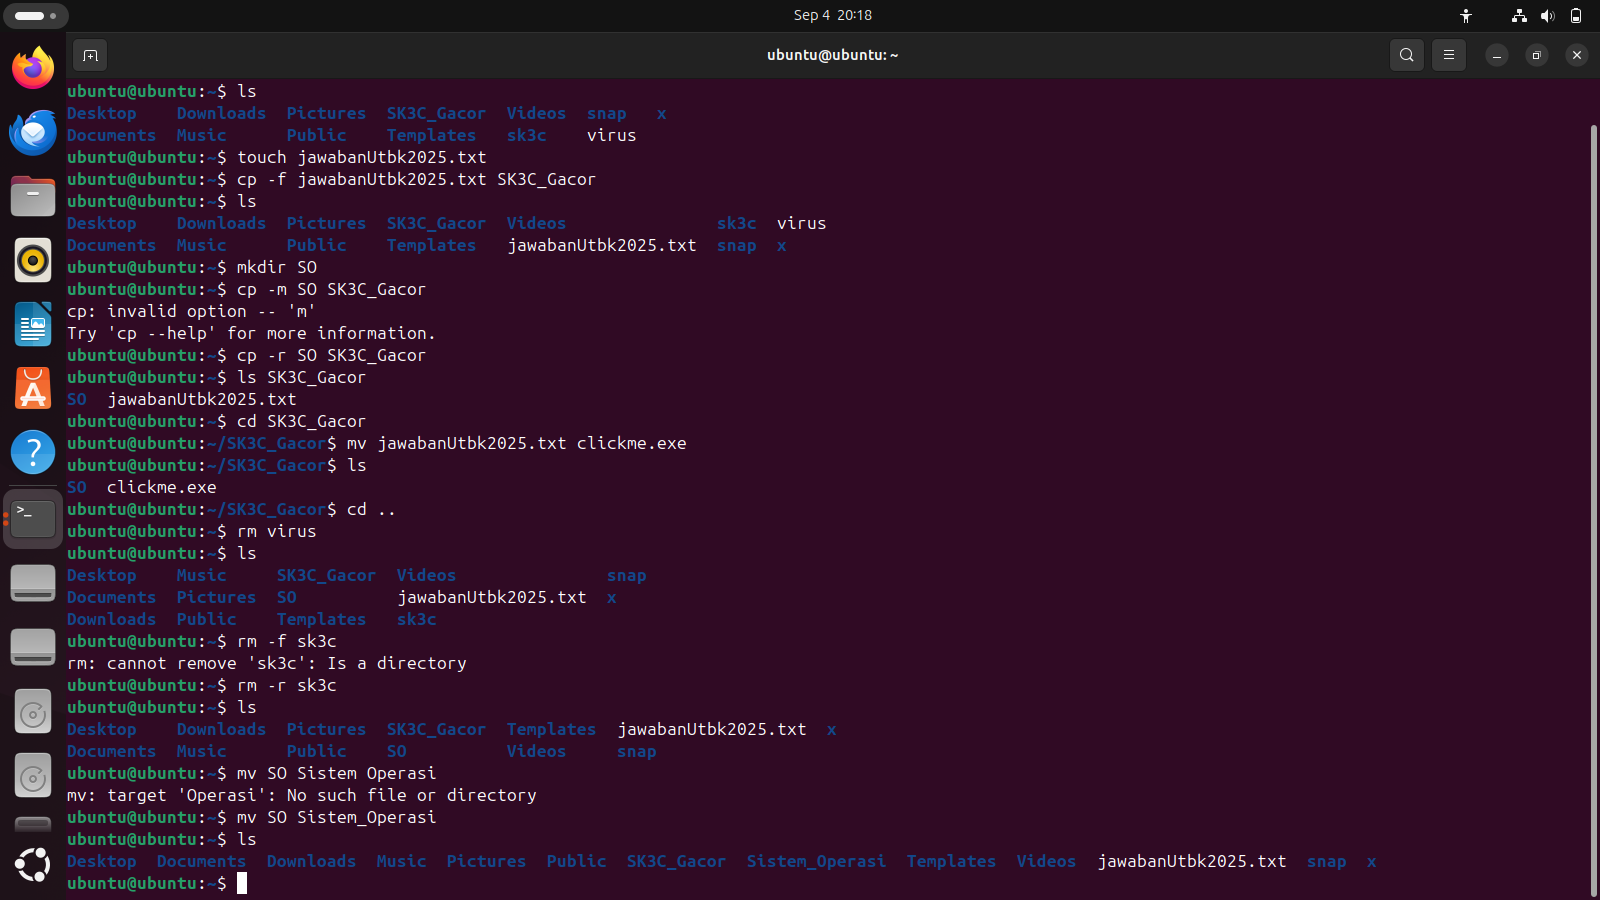 Sep 4 20:18
ubuntu@ubuntu: ~
ubuntu@ubuntu:~$ ls
Desktop Downloads Pictures SK3C_Gacor Videos snap x
Documents Music Public Templates sk3c virus
ubuntu@ubuntu:~$ touch jawabanUtbk2025.txt
ubuntu@ubuntu:~$ cp -f jawabanUtbk2025.txt SK3C_Gacor
ubuntu@ubuntu:~$ ls
Desktop Downloads Pictures SK3C_Gacor Videos sk3c virus
Documents Music Public Templates jawabanUtbk2025.txt snap x
ubuntu@ubuntu:~$ mkdir SO
ubuntu@ubuntu:~$ cp -m SO SK3C_Gacor
cp: invalid option -- 'm'
Try 'cp --help' for more information.
ubuntu@ubuntu:~$ cp -r SO SK3C_Gacor
ubuntu@ubuntu:~$ ls SK3C_Gacor
SO jawabanUtbk2025.txt
ubuntu@ubuntu:~$ cd SK3C_Gacor
ubuntu@ubuntu:~/SK3C_Gacor$ mv jawabanUtbk2025.txt clickme.exe
ubuntu@ubuntu:~/SK3C_Gacor$ ls
SO clickme.exe
ubuntu@ubuntu:~/SK3C_Gacor$ cd ..
ubuntu@ubuntu:~$ rm virus
ubuntu@ubuntu:~$ ls
Desktop Music SK3C_Gacor Videos snap
Documents Pictures SO jawabanUtbk2025.txt x
Downloads Public Templates sk3c
ubuntu@ubuntu:~$ rm -f sk3c
rm: cannot remove 'sk3c': Is a directory
ubuntu@ubuntu:~$ rm -r sk3c
ubuntu@ubuntu:~$ ls
Desktop Downloads Pictures SK3C_Gacor Templates jawabanUtbk2025.txt x
Documents Music Public SO Videos snap
ubuntu@ubuntu:~$ mv SO Sistem Operasi
mv: target 'Operasi': No such file or directory
ubuntu@ubuntu:~$ mv SO Sistem_Operasi
ubuntu@ubuntu:~$ ls
Desktop Documents Downloads Music Pictures Public SK3C_Gacor Sistem_Operasi Templates Videos jawabanUtbk2025.txt snap x
ubuntu@ubuntu:~$